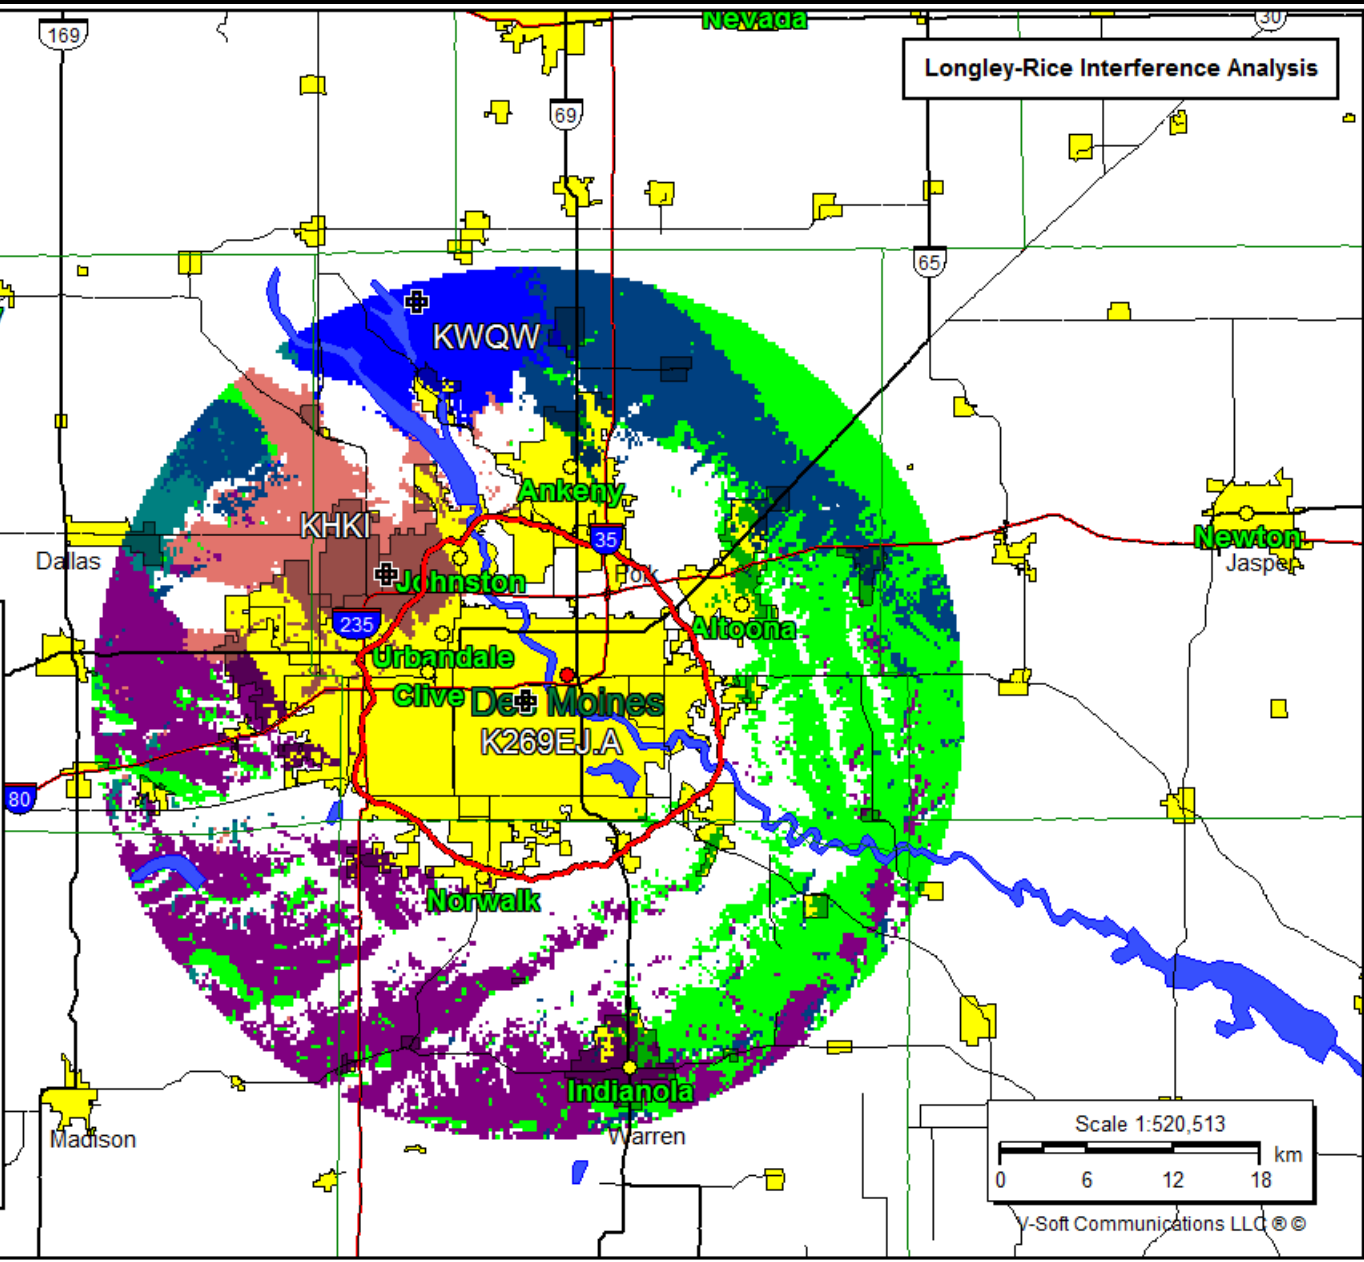 Nevada
169
30
Longley-Rice Interference Analysis
69
65
KWQW
Ankeny
KHKI
35
Newton
Dallas
Jasper
Polk
Johnston
235
Altoona
Urbandale
Clive
Des Moines
K269EJ.A
80
Norwalk
Indianola
Scale 1:520,513
Warren
Madison
km
0 6 12 18
V-Soft Communications LLC ® ©